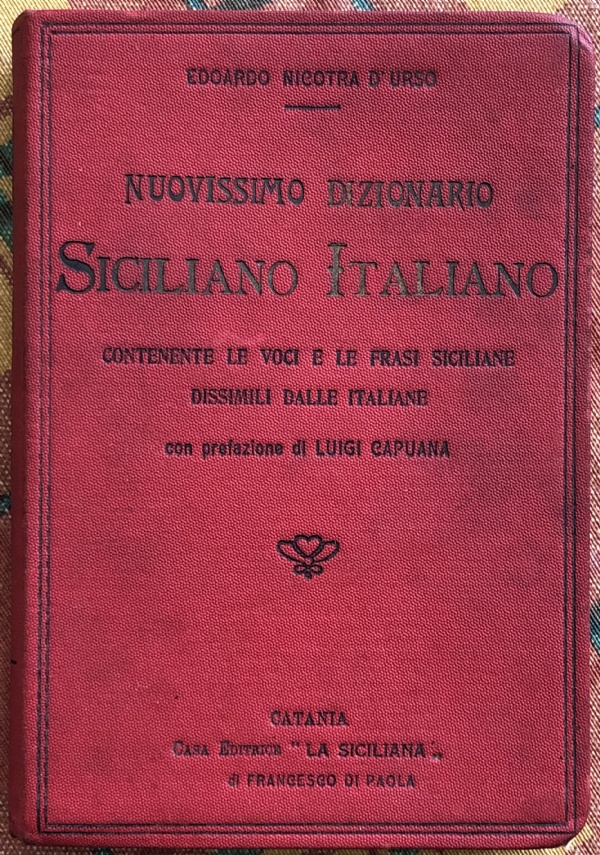 EDOARDO NICOTRA D'URSO
NUOVISSIMO DIZIONARIO
SICILIANO ITALIANO
CONTENENTE LE VOCI E LE FRASI SICILIANE
DISSIMILI DALLE ITALIANE
con prefazione di LUIGI CAPUANA
CATANIA
CASA EDITRICE "LA SICILIANA„
di FRANCESCO DI PAOLA